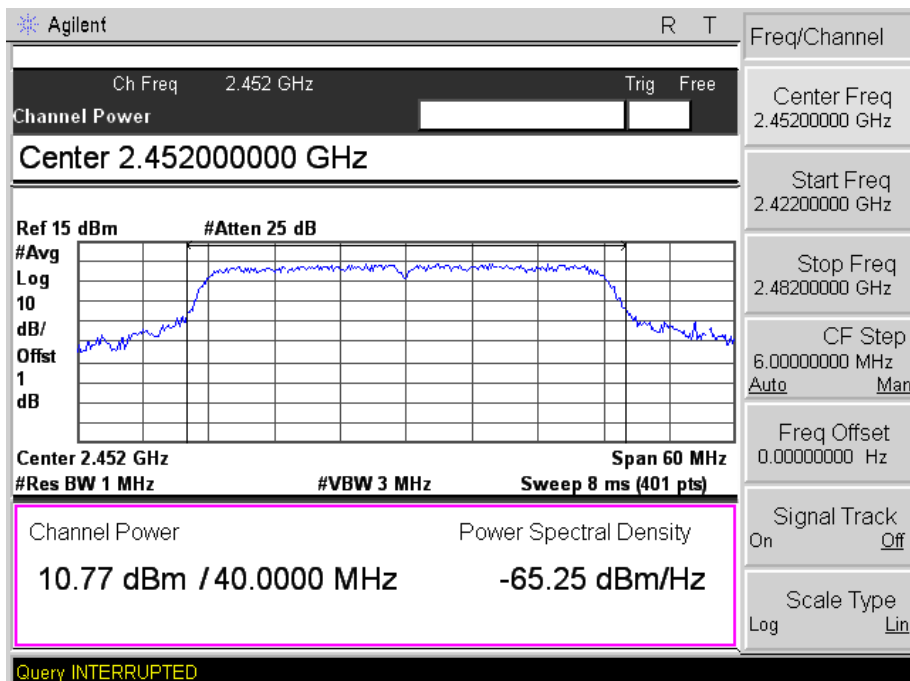 Agilent R T
Ch Freq 2.452 GHz Trig Free
Channel Power
Center 2.452000000 GHz
Ref 15 dBm #Atten 25 dB
#Avg
Log
10
dB/
Offst
1
dB
Center 2.452 GHz Span 60 MHz
#Res BW 1 MHz #VBW 3 MHz Sweep 8 ms (401 pts)
Channel Power Power Spectral Density
10.77 dBm / 40.0000 MHz -65.25 dBm/Hz
Query INTERRUPTED
Freq/Channel
Center Freq
2.45200000 GHz
Start Freq
2.42200000 GHz
Stop Freq
2.48200000 GHz
CF Step
6.00000000 MHz
Auto Man
Freq Offset
0.00000000 Hz
Signal Track
On Off
Scale Type
Log Lin